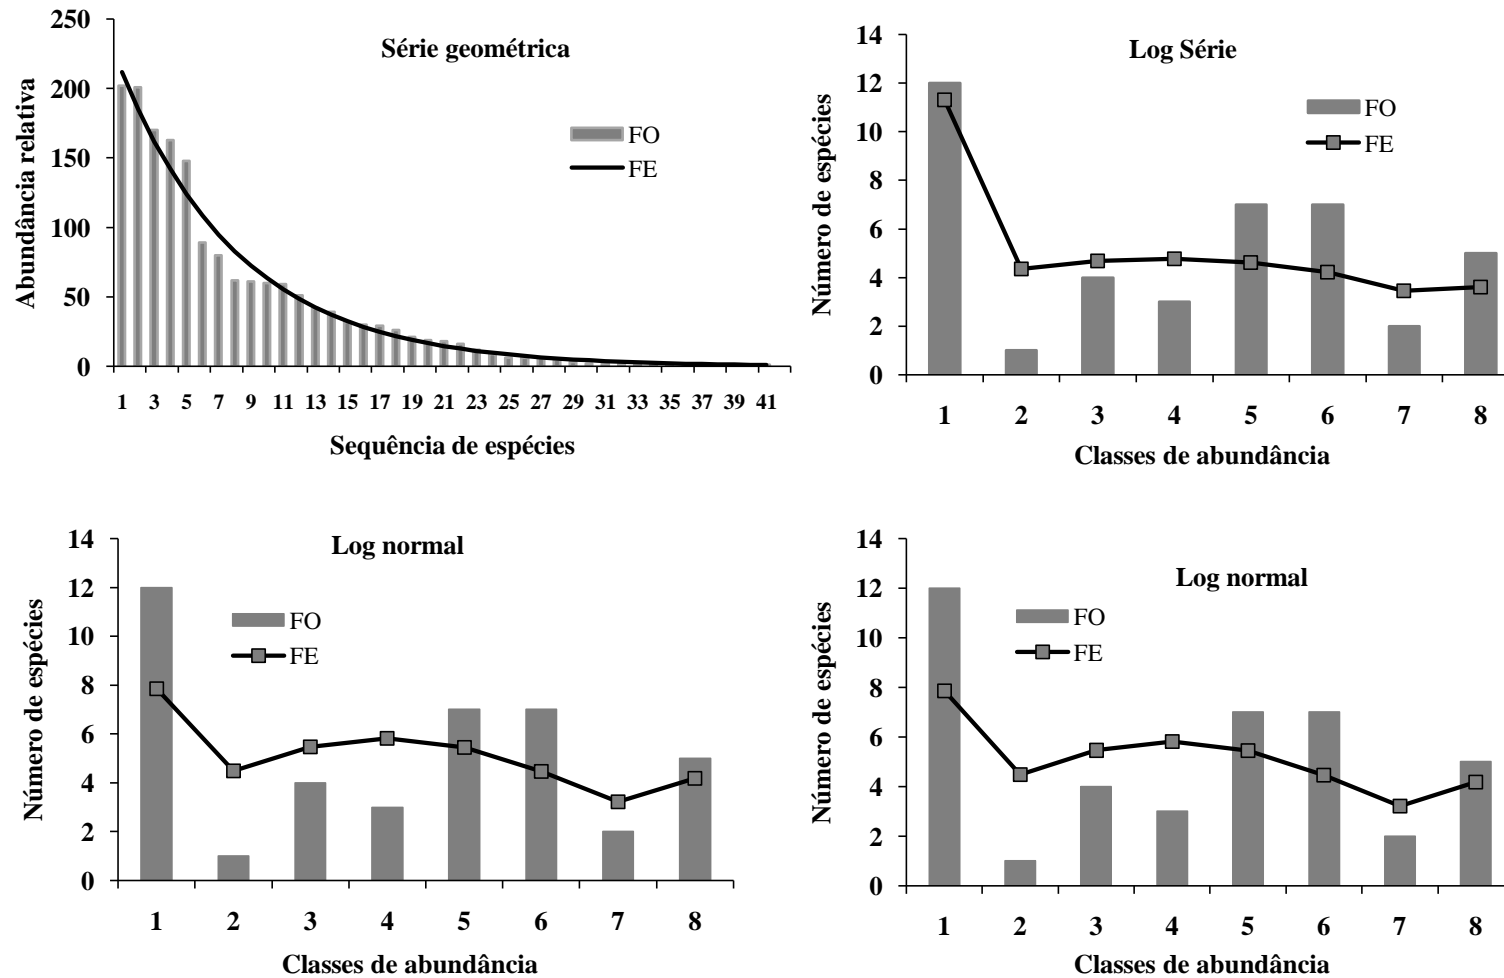 Série geométrica
Abundância relativa
250
200
150
100
50
0
FO
FE
1 3 5 7 9 11 13 15 17 19 21 23 25 27 29 31 33 35 37 39 41
Sequência de espécies
Log Série
Número de espécies
14
12
10
8
6
4
2
0
FO
FE
1 2 3 4 5 6 7 8
Classes de abundância
Log normal
Número de espécies
14
12
10
8
6
4
2
0
FO
FE
1 2 3 4 5 6 7 8
Classes de abundância
Log normal
Número de espécies
14
12
10
8
6
4
2
0
FO
FE
1 2 3 4 5 6 7 8
Classes de abundância